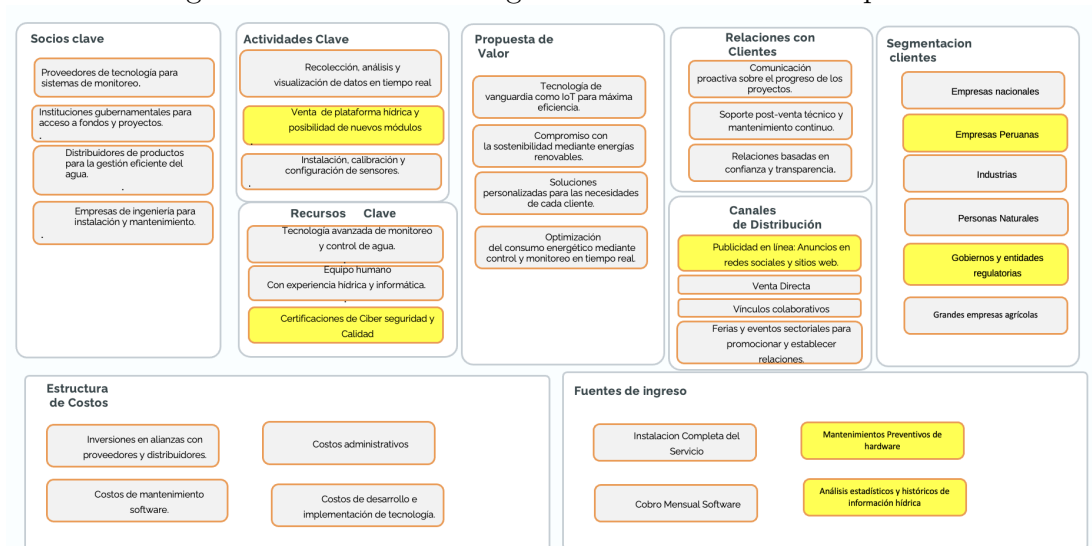 Socios clave
Proveedores de tecnología para
sistemas de monitoreo.
Instituciones gubernamentales para
acceso a fondos y proyectos.
.
Distribuidores de productos
para la gestión eficiente del
agua.
.
Empresas de ingeniería para
instalación y mantenimiento.
.
Actividades Clave
Recolección, análisis y
visualización de datos en tiempo real
Venta de plataforma hídrica y
posibilidad de nuevos módulos
.
Instalación, calibración y
configuración de sensores.
.
Recursos Clave
Tecnología avanzada de monitoreo
y control de agua.
.
Equipo humano
Con experiencia hídrica y informática.
.
Certificaciones de Ciber seguridad y
Calidad
Propuesta de
Valor
Tecnología de
vanguardia como IoT para máxima
eficiencia.
Compromiso con
la sostenibilidad mediante energías
renovables.
Soluciones
personalizadas para las necesidades
de cada cliente.
Optimización
del consumo energético mediante
control y monitoreo en tiempo real.
Relaciones con
Clientes
Comunicación
proactiva sobre el progreso de los
proyectos.
Soporte post-venta técnico y
mantenimiento continuo.
Relaciones basadas en
confianza y transparencia.
Canales
de Distribución
Publicidad en línea: Anuncios en
redes sociales y sitios web.
Venta Directa
Vinculos colaborativos
Ferias y eventos sectoriales para
promocionar y establecer
relaciones.
Segmentacion
clientes
Empresas nacionales
Empresas Peruanas
Industrias
Personas Naturales
Gobiernos y entidades
regulatorias
Grandes empresas agrícolas
Estructura
de Costos
Inversiones en alianzas con
proveedores y distribuidores.
Costos administrativos
Costos de mantenimiento
software.
Costos de desarrollo e
implementación de tecnología.
Fuentes de ingreso
Instalacion Completa del
Servicio
Mantenimientos Preventivos de
hardware
Cobro Mensual Software
Análisis estadísticos y históricos de
información hídrica